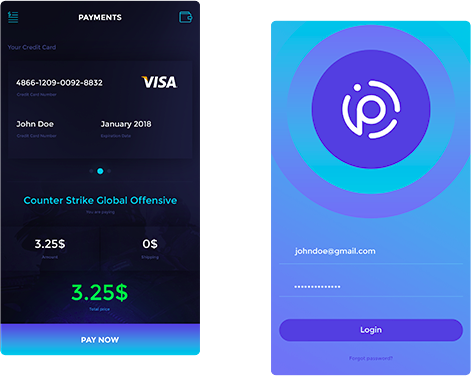 PAYMENTS
Your Credit Card
4866-1209-0092-8832
VISA
Credit Card Number
John Doe
January 2018
Credit Card Number
Expiration Date
Counter Strike Global Offensive
You are buying
3.25$
0$
Amount
Shipping
3.25$
Total price
PAY NOW
johndoe@gmail.com
Login
Forgot password?